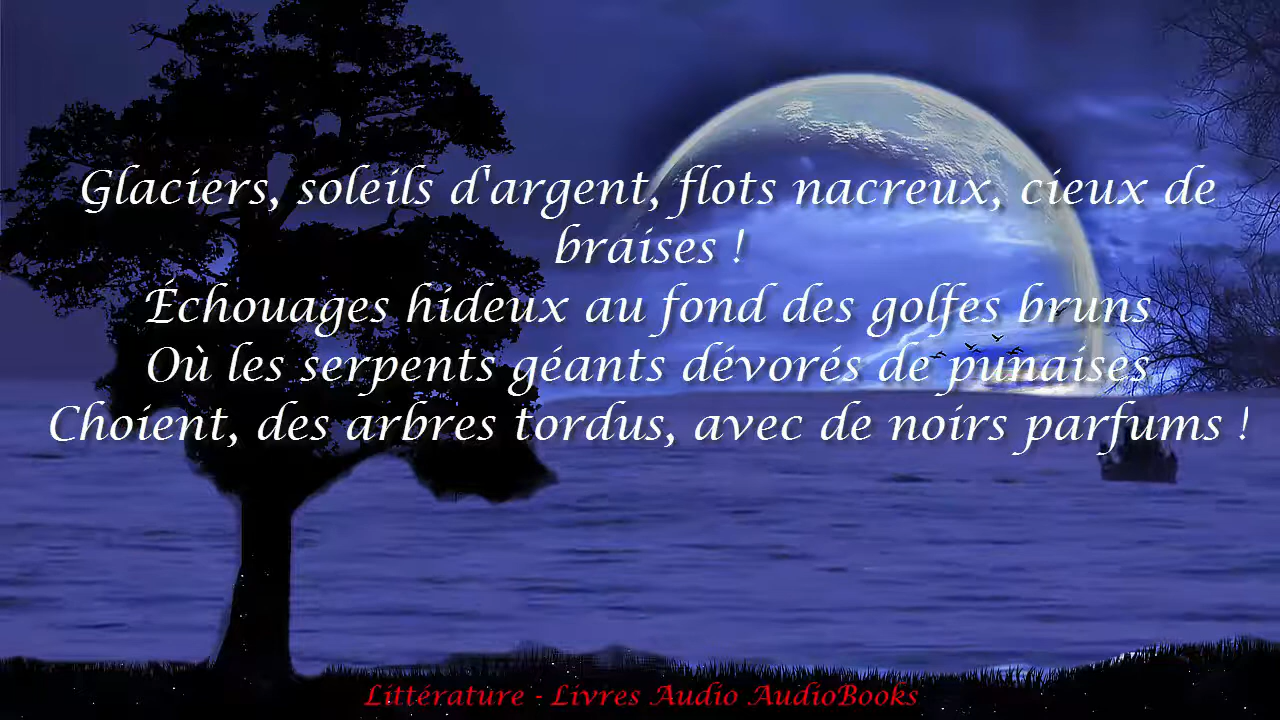 Glaciers, soleils d'argent, flots nacreux, cieux de
braises !
Échouages hideux au fond des golfes bruns
Où les serpents géants dévorés de punaises
Choient, des arbres tordus, avec de noirs parfums !
Littérature - Livres Audio AudioBooks